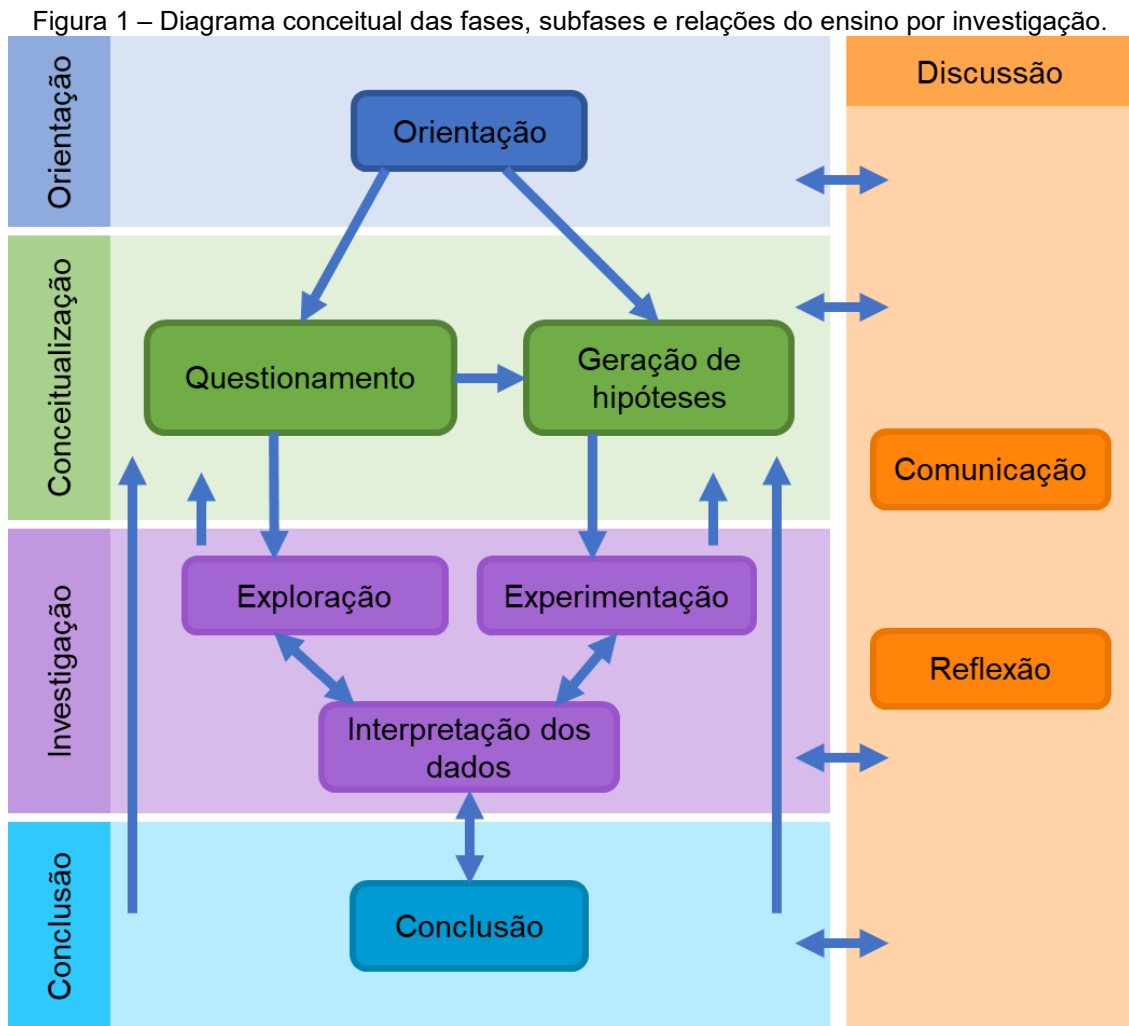 Figura 1 – Diagrama conceitual das fases, subfases e relações do ensino por investigação.
Orientação
Orientação
Discussão
Conceitualização
Questionamento
Geração de
hipóteses
Comunicação
Investigação
Exploração
Experimentação
Reflexão
Interpretação dos
dados
Conclusão
Conclusão